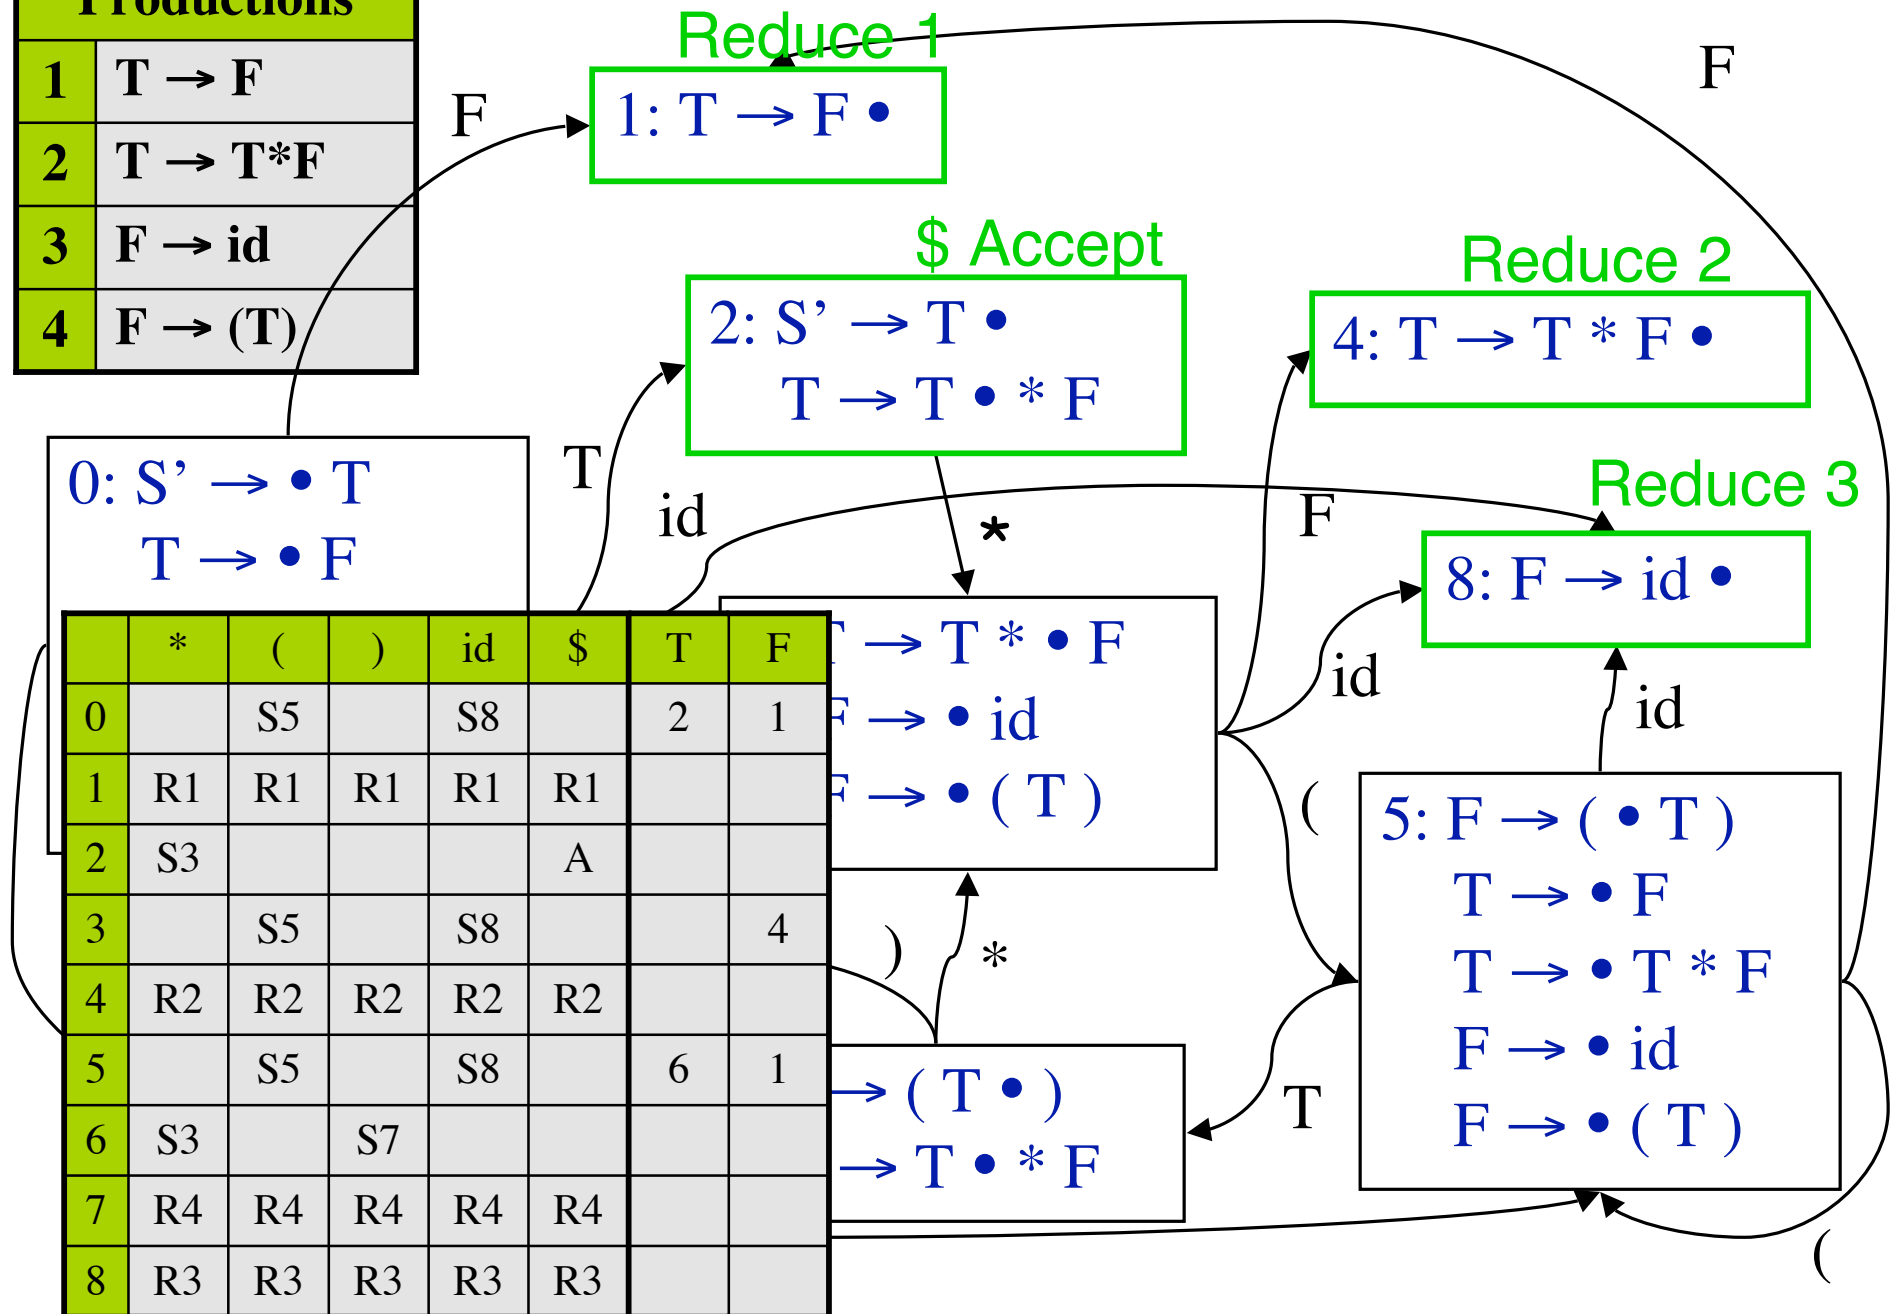 Productions
1 T → F
2 T → T*F
3 F → id
4 F → (T)
Reduce 1
1: T → F •
F
F
$ Accept
2: S’ → T •
T → T • * F
Reduce 2
4: T → T * F •
0: S’ → • T
T → • F
T
id
*
F
Reduce 3
8: F → id •
id
id
→ T * • F
F → • id
F → • ( T )
(
5: F → ( • T )
T → • F
T → • T * F
F → • id
F → • ( T )
)
*
T
→ ( T • )
→ T • * F
(
* ( ) id $ T F
0 S5 S8 2 1
1 R1 R1 R1 R1 R1
2 S3 A
3 S5 S8 4
4 R2 R2 R2 R2 R2
5 S5 S8 6 1
6 S3 S7
7 R4 R4 R4 R4 R4
8 R3 R3 R3 R3 R3